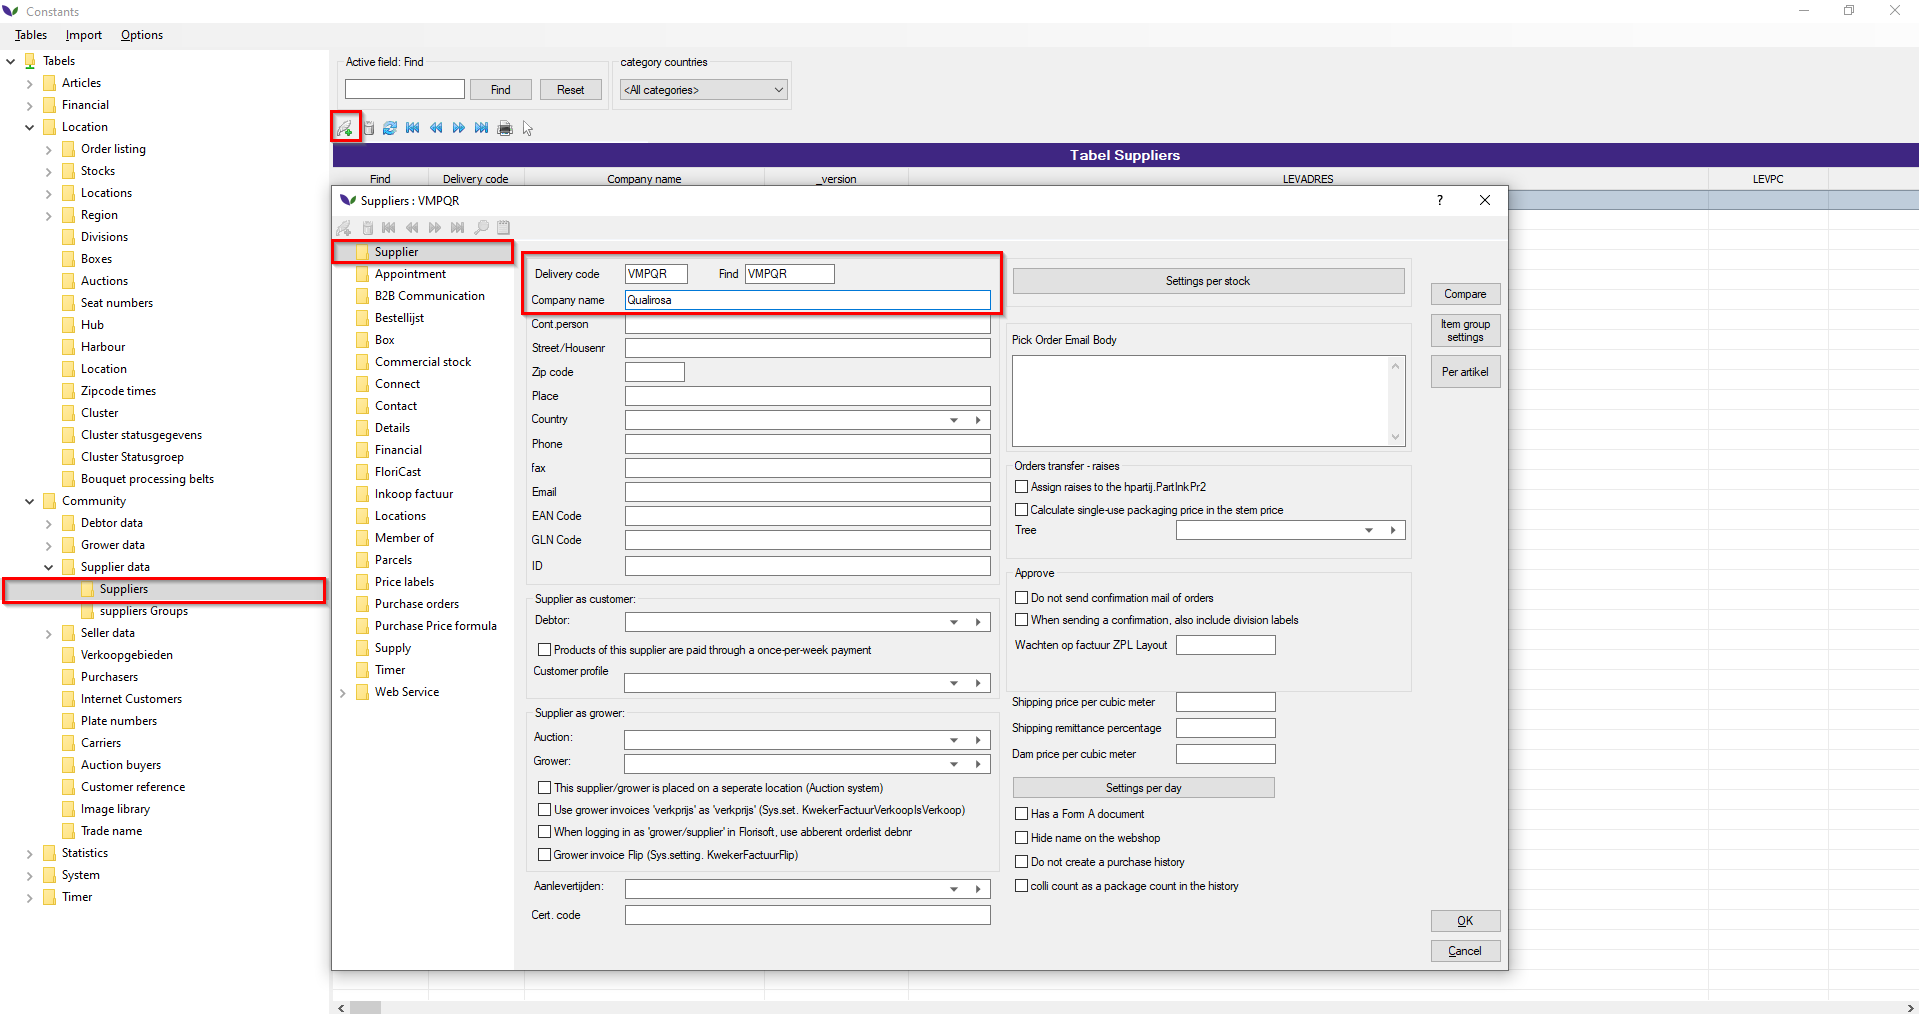 Constants
Tables Import Options
Tabels
Articles
Financial
Location
Order listing
Stocks
Locations
Region
Divisions
Boxes
Auctions
Seat numbers
Hub
Harbour
Location
Zipcode times
Cluster
Cluster statusgegevens
Cluster Statusgroep
Bouquet processing belts
Community
Debtor data
Grower data
Supplier data
Suppliers
suppliers Groups
Seller data
Verkoopgebieden
Purchasers
Internet Customers
Plate numbers
Carriers
Auction buyers
Customer reference
Image library
Trade name
Statistics
System
Timer
Active field: Find
Find Reset
category countries
<All categories>
Tabel Suppliers
Find Delivery code Company name _version LEVADRES LEVPC
Suppliers : VMPQR ?
Supplier
Appointment
B2B Communication
Bestellijst
Box
Commercial stock
Connect
Contact
Details
Financial
FloriCast
Inkoop factuur
Locations
Member of
Parcels
Price labels
Purchase orders
Purchase Price formula
Supply
Timer
Web Service
Delivery code VMPQR Find VMPQR
Company name Qualirosa
Cont.person
Street/Housenr
Zip code
Place
Country
Phone
fax
Email
EAN Code
GLN Code
ID
Supplier as customer:
Debtor:
Products of this supplier are paid through a once-per-week payment
Customer profile
Supplier as grower:
Auction:
Grower:
This supplier/grower is placed on a seperate location (Auction system)
Use grower invoices 'verkprijs' as 'verkprijs' (Sys.set. KwekerFactuurVerkoopIsVerkoop)
When logging in as 'grower/supplier' in Florisoft, use abberent orderlist debnr
Grower invoice Flip (Sys.setting. KwekerFactuurFlip)
Aanlevertijden:
Cert. code
Settings per stock
Pick Order Email Body
Orders transfer - raises
Assign raises to the hpartij.PartInkPr2
Calculate single-use packaging price in the stem price
Tree
Approve
Do not send confirmation mail of orders
When sending a confirmation, also include division labels
Wachten op factuur ZPL Layout
Shipping price per cubic meter
Shipping remittance percentage
Dam price per cubic meter
Settings per day
Has a Form A document
Hide name on the webshop
Do not create a purchase history
colli count as a package count in the history
Compare
Item group
settings
Per artikel
OK
Cancel